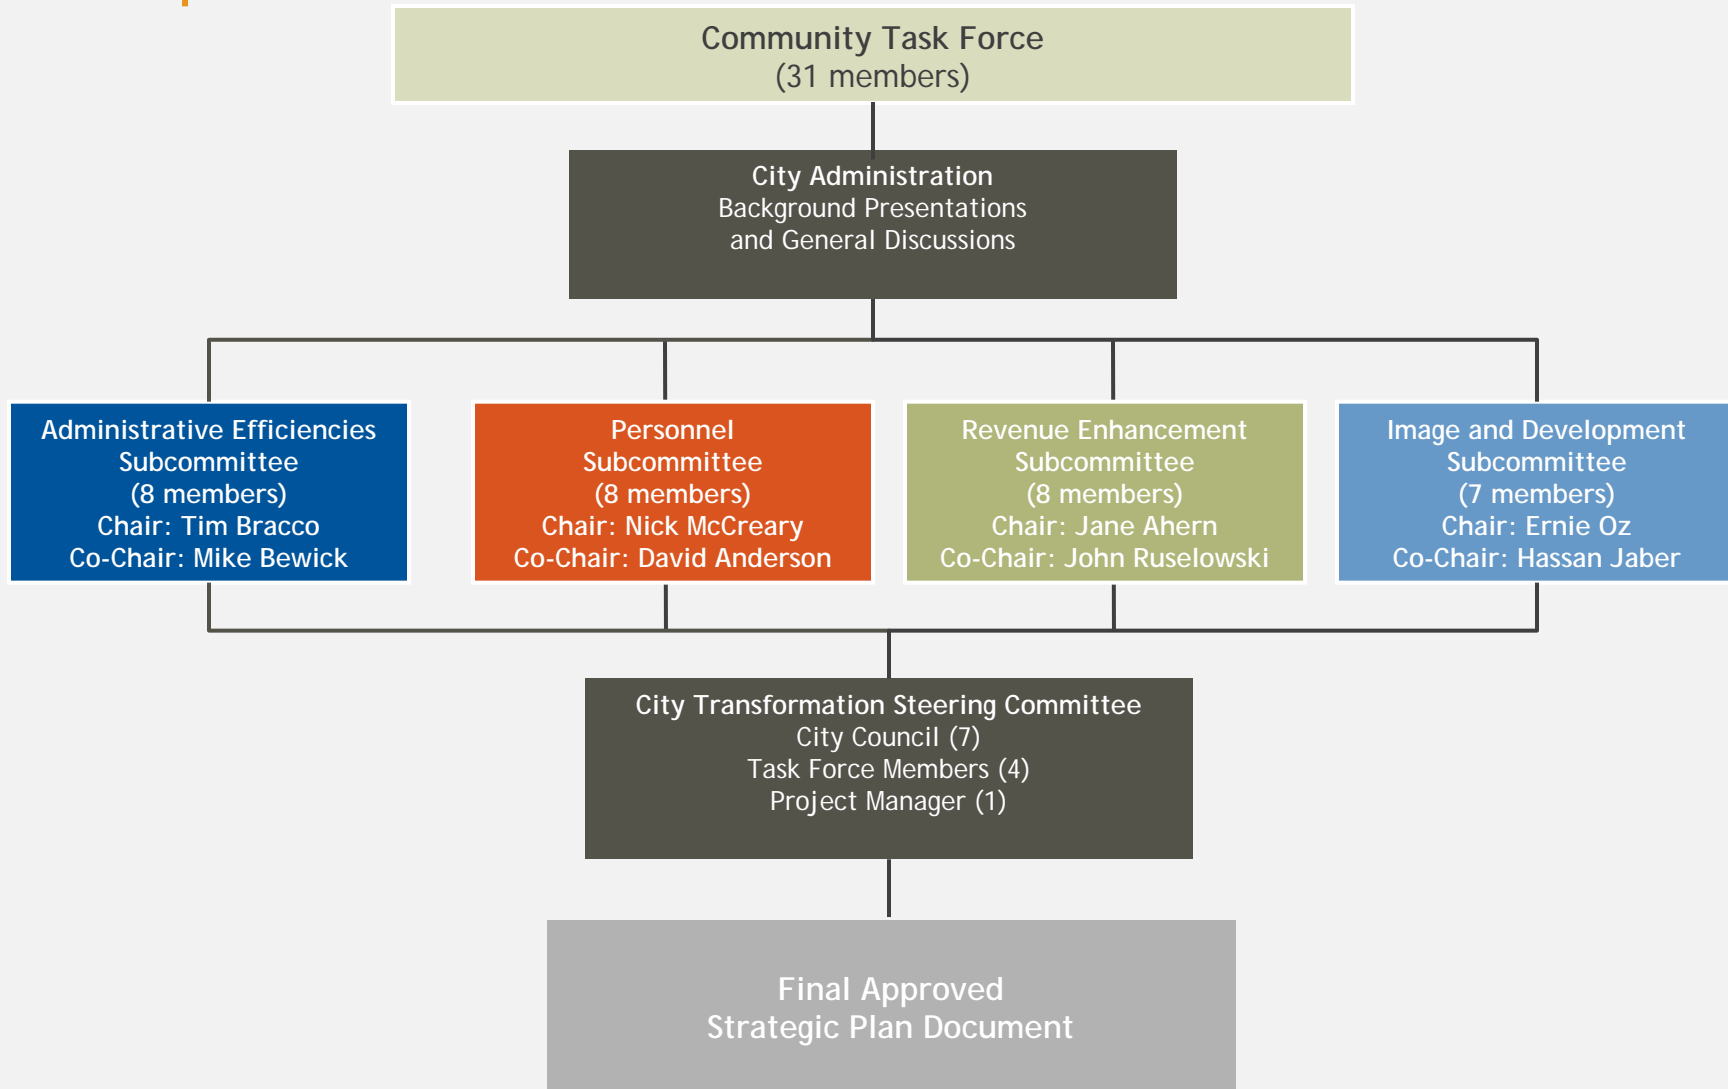 Community Task Force
(31 members)
City Administration
Background Presentations
and General Discussions
Administrative Efficiencies
Subcommittee
(8 members)
Chair: Tim Bracco
Co-Chair: Mike Bewick
Personnel
Subcommittee
(8 members)
Chair: Nick McCreary
Co-Chair: David Anderson
Revenue Enhancement
Subcommittee
(8 members)
Chair: Jane Ahern
Co-Chair: John Ruselowski
Image and Development
Subcommittee
(7 members)
Chair: Ernie Oz
Co-Chair: Hassan Jaber
City Transformation Steering Committee
City Council (7)
Task Force Members (4)
Project Manager (1)
Final Approved
Strategic Plan Document